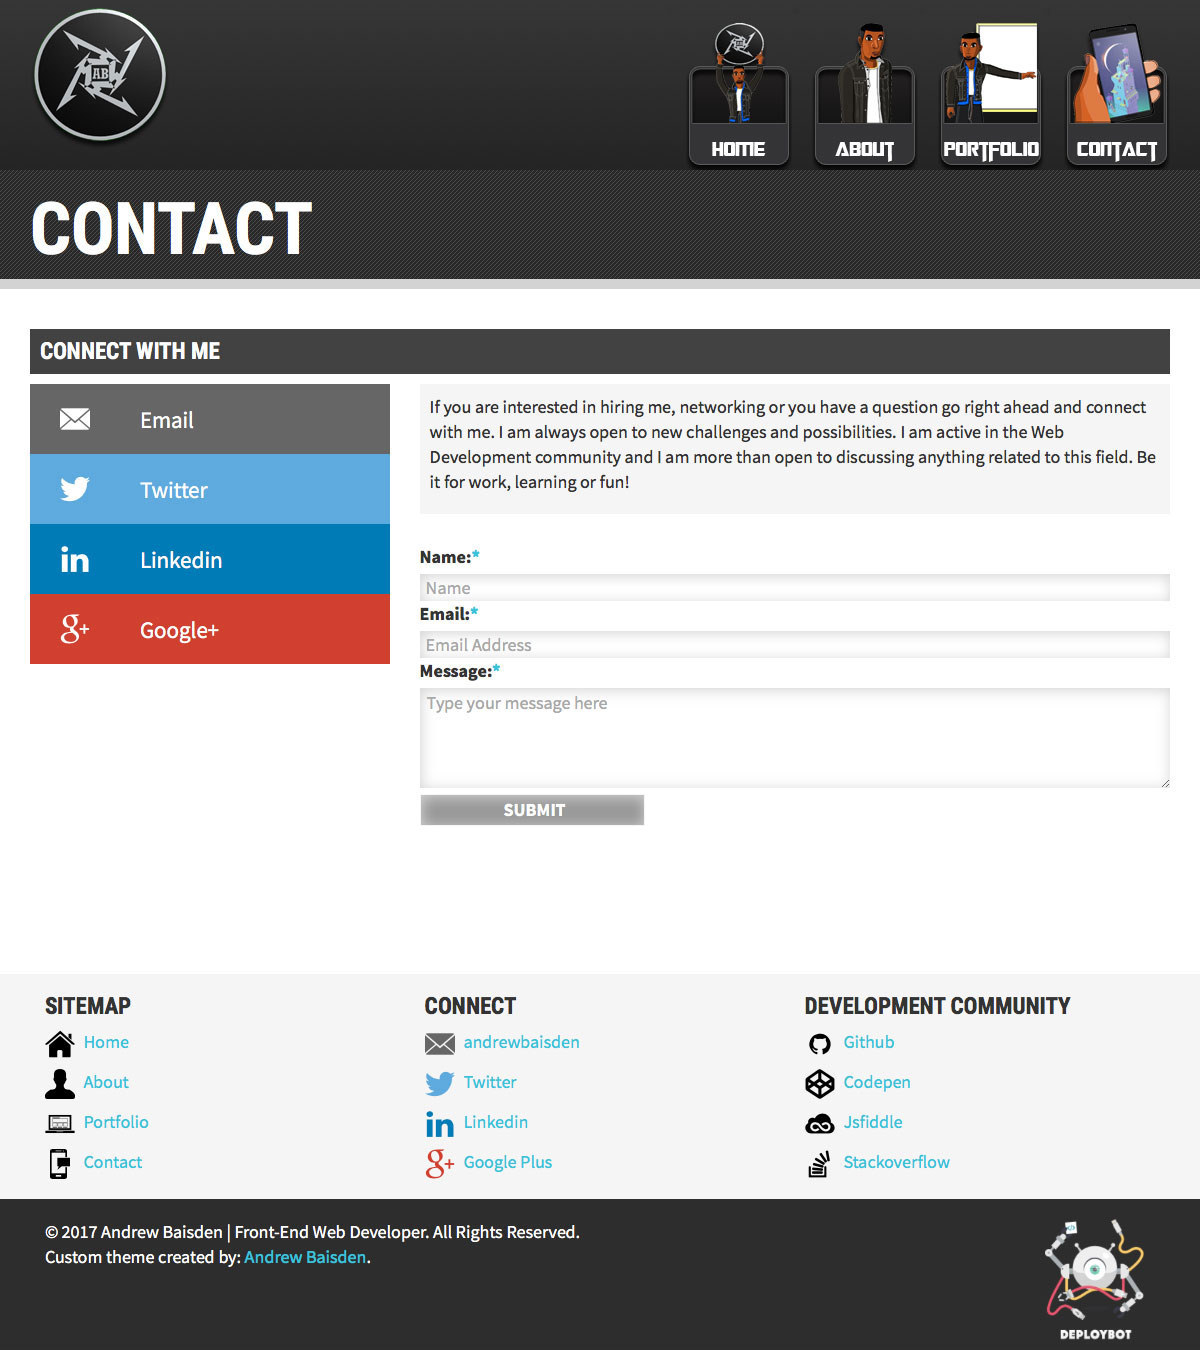 AB
HOME
ABOUT
PORTFOLIO
CONTACT
CONTACT
CONNECT WITH ME
Email
Twitter
Linkedin
Google+
If you are interested in hiring me, networking or you have a question go right ahead and connect
with me. I am always open to new challenges and possibilities. I am active in the Web
Development community and I am more than open to discussing anything related to this field. Be
it for work, learning or fun!
Name:*
Name
Email:*
Email Address
Message:*
Type your message here
SUBMIT
SITEMAP
Home
About
Portfolio
Contact
CONNECT
andrewbaisden
Twitter
Linkedin
Google Plus
DEVELOPMENT COMMUNITY
Github
Codepen
Jsfiddle
Stackoverflow
© 2017 Andrew Baisden | Front-End Web Developer. All Rights Reserved.
Custom theme created by: Andrew Baisden.
DEPLOYBOT